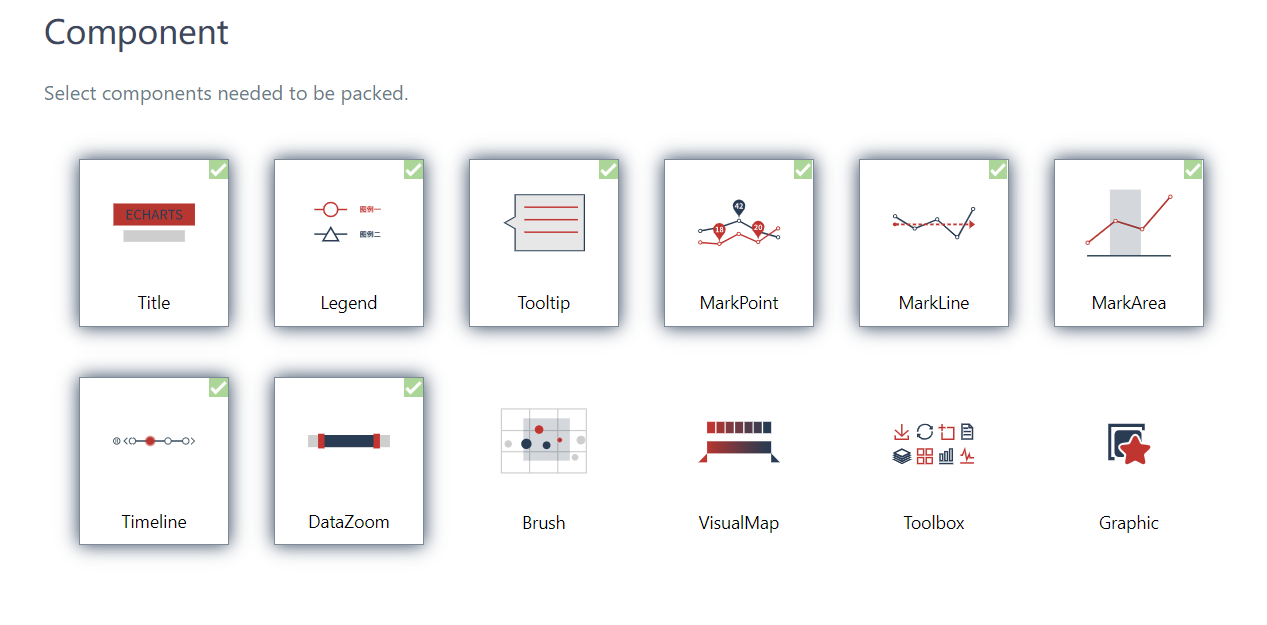 Component
Select components needed to be packed.
ECHARTS
图例一
图例二
42
18
20
Title
Legend
Tooltip
MarkPoint
MarkLine
MarkArea
Timeline
DataZoom
Brush
VisualMap
Toolbox
Graphic